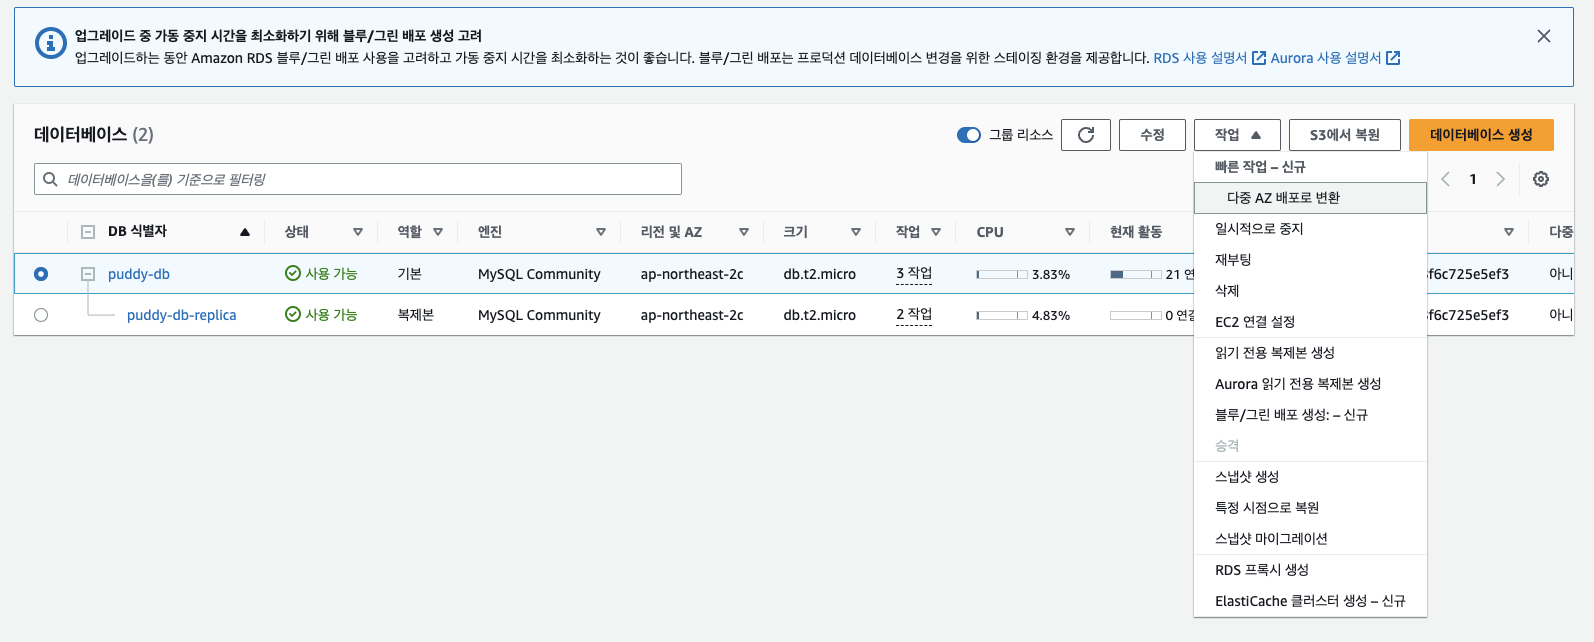 업그레이드 중 가동 중지 시간을 최소화하기 위해 블루/그린 배포 생성 고려
업그레이드하는 동안 Amazon RDS 블루/그린 배포 사용을 고려하고 가동 중지 시간을 최소화하는 것이 좋습니다. 블루/그린 배포는 프로덕션 데이터베이스 변경을 위한 스테이징 환경을 제공합니다. RDS 사용 설명서 Aurora 사용 설명서
데이터베이스 (2)
그룹 리소스
수정
작업
S3에서 복원
데이터베이스 생성
데이터베이스을(를) 기준으로 필터링
1
DB 식별자 상태 역할 엔진 리전 및 AZ 크기 작업 CPU 현재 활동 다중
puddy-db 사용 가능 기본 MySQL Community ap-northeast-2c db.t2.micro 3 작업 3.83% 21 f6c725e5ef3 아니
puddy-db-replica 사용 가능 복제본 MySQL Community ap-northeast-2c db.t2.micro 2 작업 4.83% 0 f6c725e5ef3 아니
빠른 작업 – 신규
다중 AZ 배포로 변환
일시적으로 중지
재부팅
삭제
EC2 연결 설정
읽기 전용 복제본 생성
Aurora 읽기 전용 복제본 생성
블루/그린 배포 생성: – 신규
승격
스냅샷 생성
특정 시점으로 복원
스냅샷 마이그레이션
RDS 프록시 생성
ElastiCache 클러스터 생성 – 신규